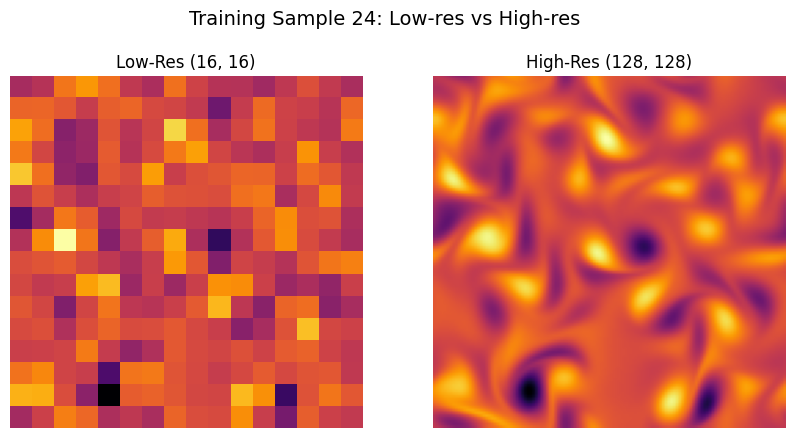 Training Sample 24: Low-res vs High-res
Low-Res (16, 16)
High-Res (128, 128)